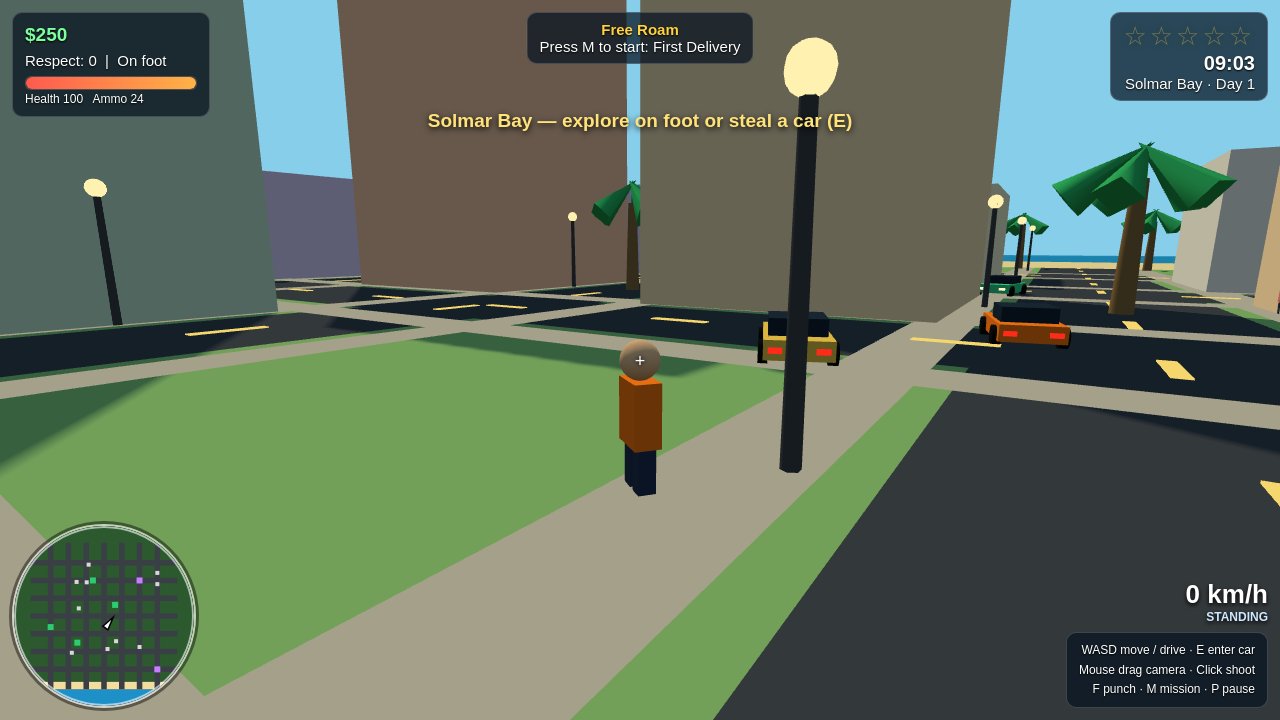 $250
Respect: 0 | On foot
Health 100 Ammo 24
Free Roam
Press M to start: First Delivery
Solmar Bay — explore on foot or steal a car (E)
☆☆☆☆☆
09:03
Solmar Bay · Day 1
0 km/h
STANDING
WASD move / drive · E enter car
Mouse drag camera · Click shoot
F punch · M mission · P pause